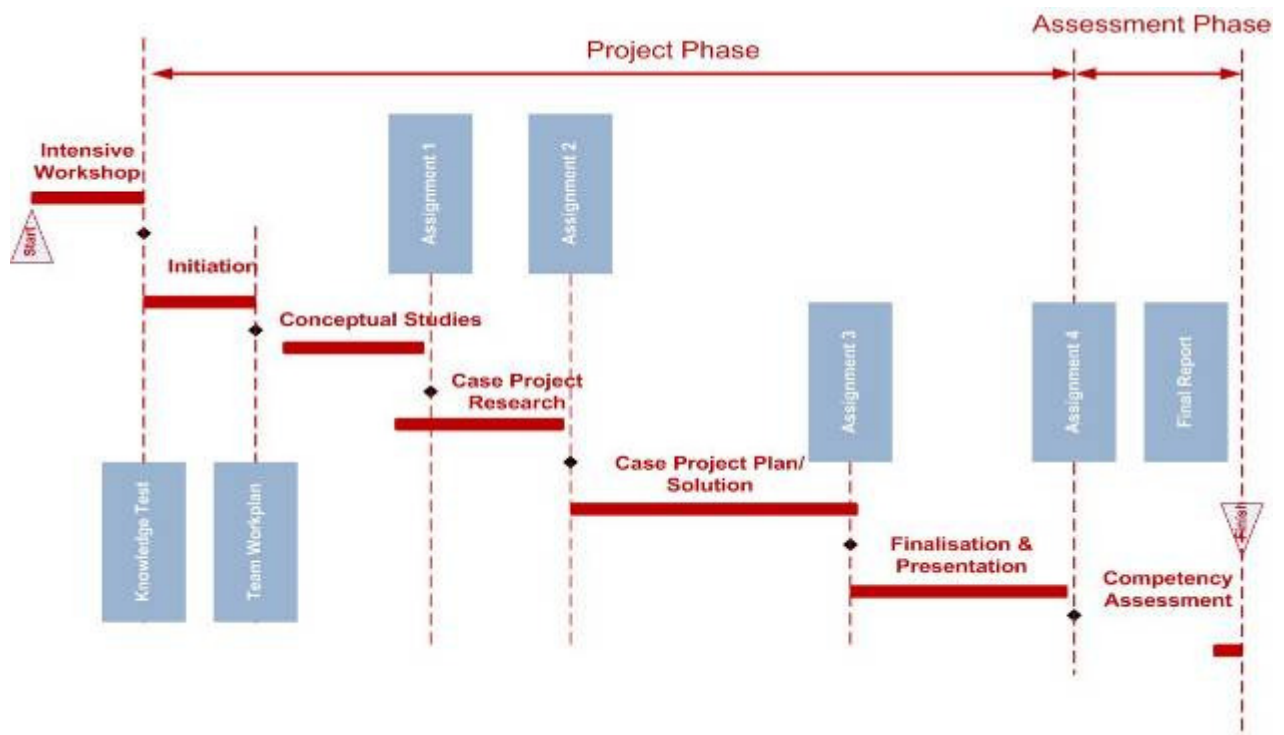 Assessment Phase
Project Phase
Intensive
Workshop
Start
Assignment 1
Assignment 2
Initiation
Conceptual Studies
Case Project
Research
Assignment 3
Assignment 4
Final Report
Knowledge Test
Team Workplan
Case Project Plan/
Solution
Finish
Finalisation &
Presentation
Competency
Assessment